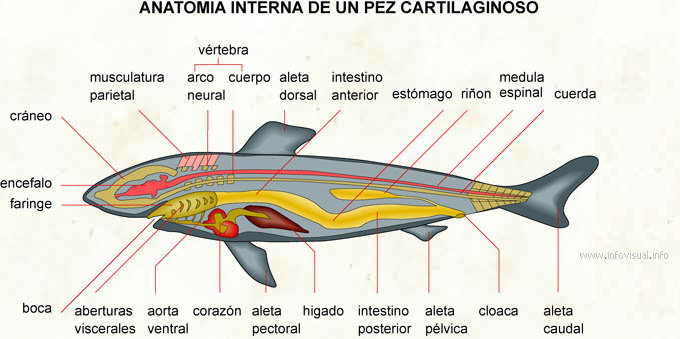 ANATOMIA INTERNA DE UN PEZ CARTILAGINOSO
vértebra
musculatura parietal
arco neural
cuerpo
aleta dorsal
intestino anterior
estómago
riñon
medula espinal
cuerda
cráneo
encefalo
faringe
www.infovisual.info
boca
aberturas viscerales
aorta ventral
corazón
aleta pectoral
higado
intestino posterior
aleta pélvica
cloaca
aleta caudal